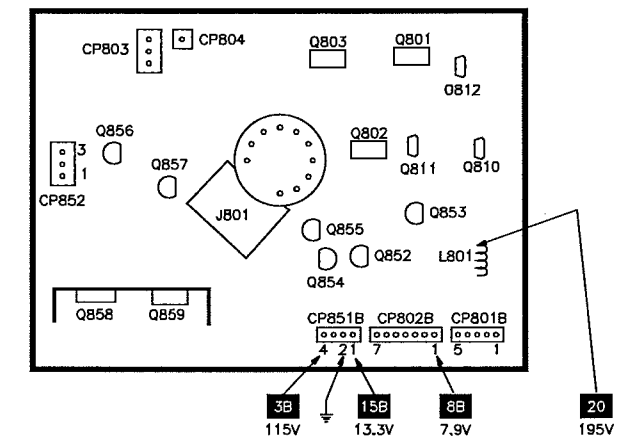 CP803
CP804
Q803
Q801
Q812
Q856
Q802
3
1
CP852
Q857
Q811
Q810
J801
Q853
Q855
Q852
L801
Q854
Q858
Q859
CP851B
CP802B
CP801B
4
2
1
7
1
5
1
3B
15B
8B
20
115V
13.3V
7.9V
195V